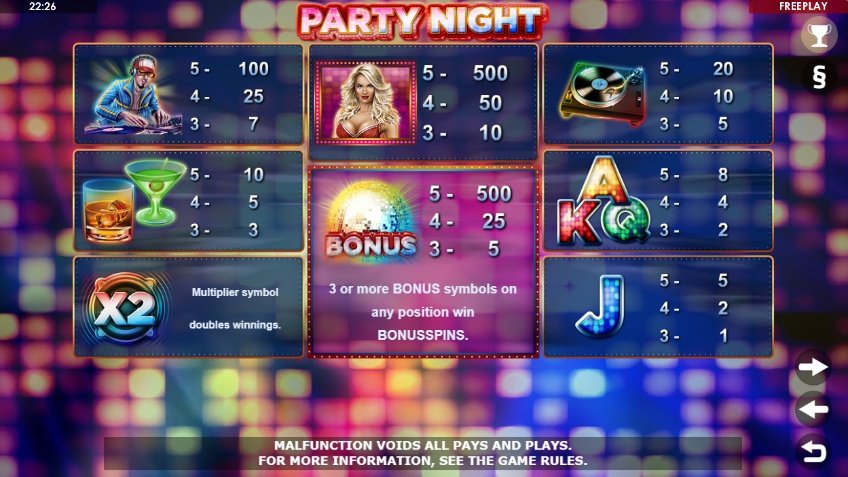 22:26
PARTY NIGHT
FREEPLAY
5 - 100
4 - 25
3 - 7
5 - 500
4 - 50
3 - 10
5 - 20
4 - 10
3 - 5
§
5 - 10
4 - 5
3 - 3
BONUS
5 - 500
4 - 25
3 - 5
A
K Q
5 - 8
4 - 4
3 - 2
X2
Multiplier symbol
doubles winnings.
3 or more BONUS symbols on
any position win
BONUSSPINS.
J
5 - 5
4 - 2
3 - 1
MALFUNCTION VOIDS ALL PAYS AND PLAYS.
FOR MORE INFORMATION, SEE THE GAME RULES.